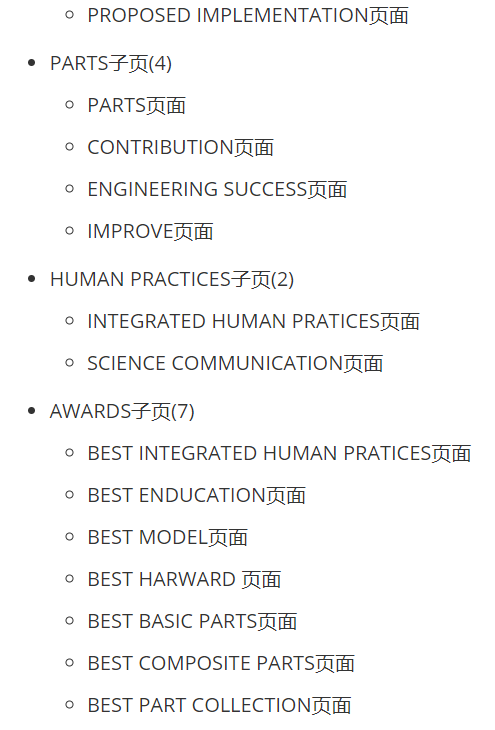 PROPOSED IMPLEMENTATION页面
PARTS子页(4)
PARTS页面
CONTRIBUTION页面
ENGINEERING SUCCESS页面
IMPROVE页面
HUMAN PRACTICES子页(2)
INTEGRATED HUMAN PRATICES页面
SCIENCE COMMUNICATION页面
AWARDS子页(7)
BEST INTEGRATED HUMAN PRATICES页面
BEST ENDUCATION页面
BEST MODEL页面
BEST HARWARD 页面
BEST BASIC PARTS页面
BEST COMPOSITE PARTS页面
BEST PART COLLECTION页面